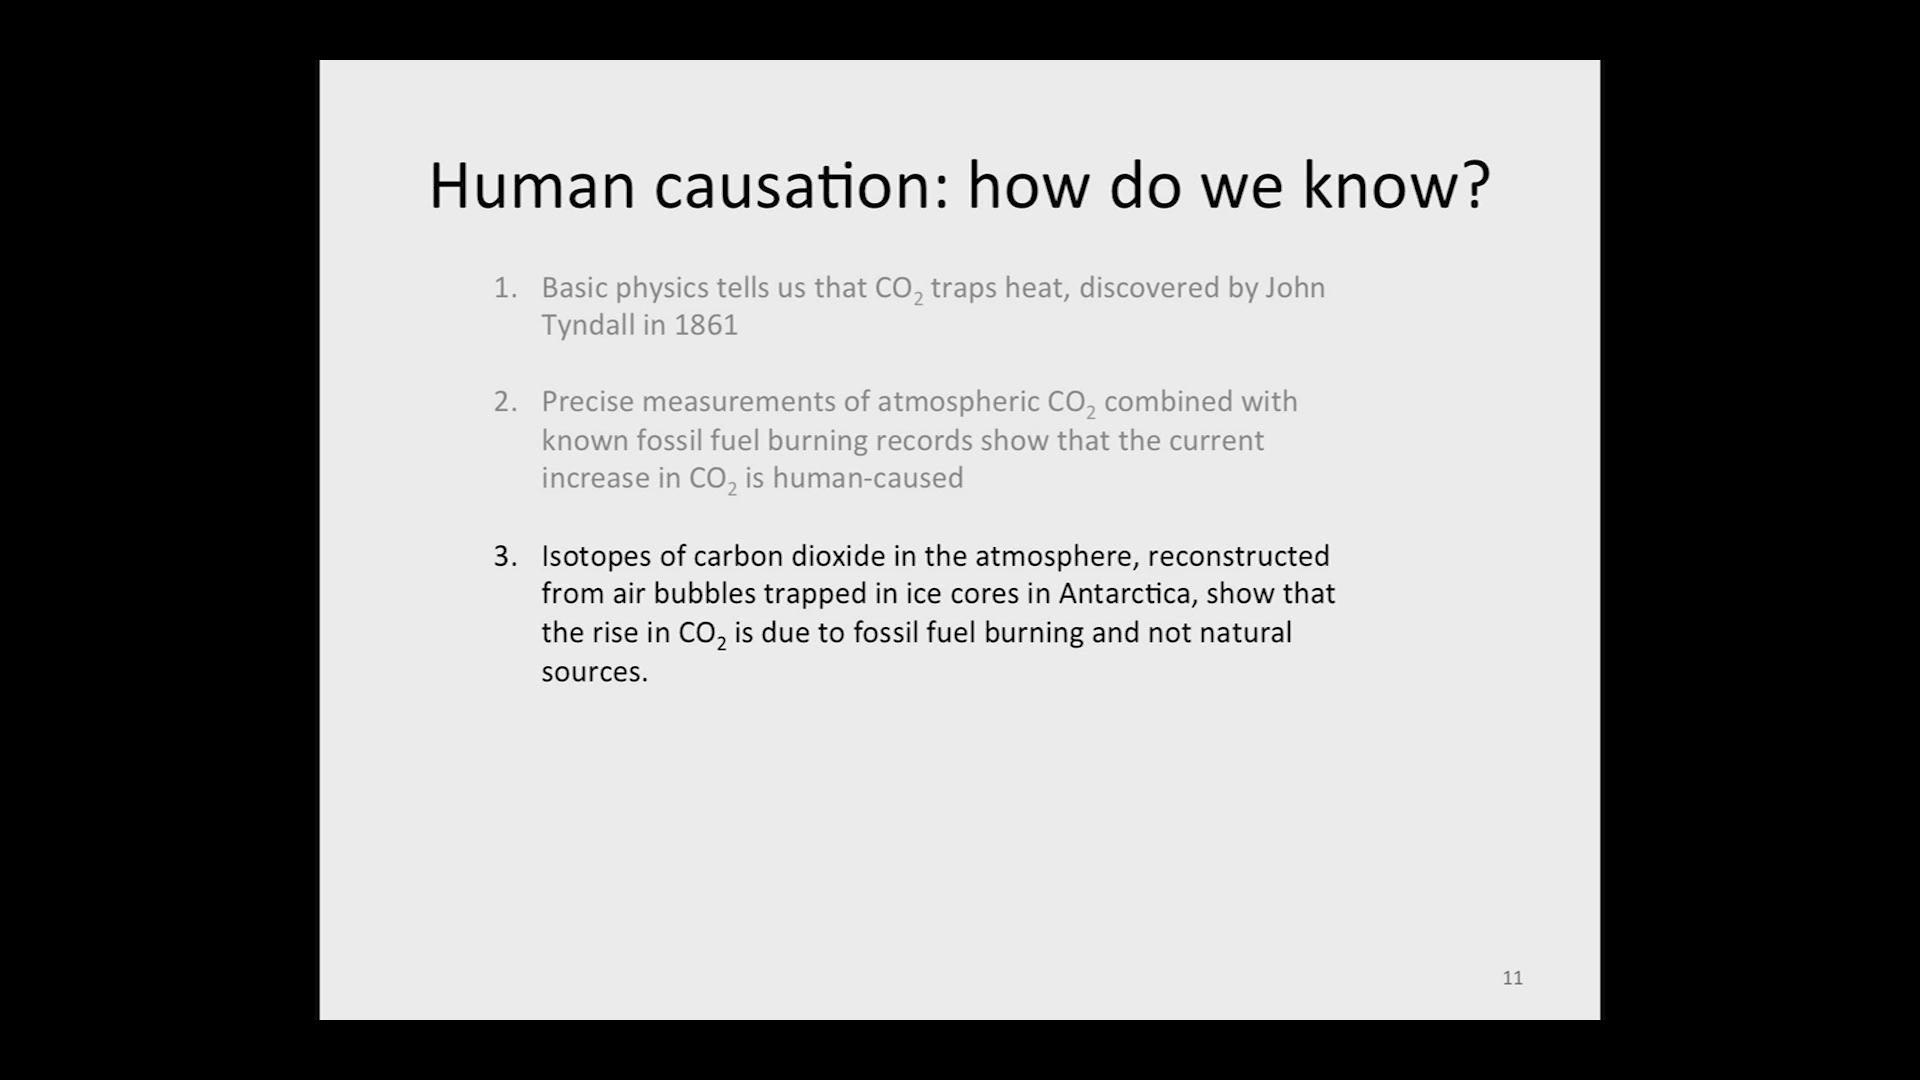 Human causation: how do we know?
1. Basic physics tells us that CO₂ traps heat, discovered by John
Tyndall in 1861
2. Precise measurements of atmospheric CO₂ combined with
known fossil fuel burning records show that the current
increase in CO₂ is human-caused
3. Isotopes of carbon dioxide in the atmosphere, reconstructed
from air bubbles trapped in ice cores in Antarctica, show that
the rise in CO₂ is due to fossil fuel burning and not natural
sources.
11